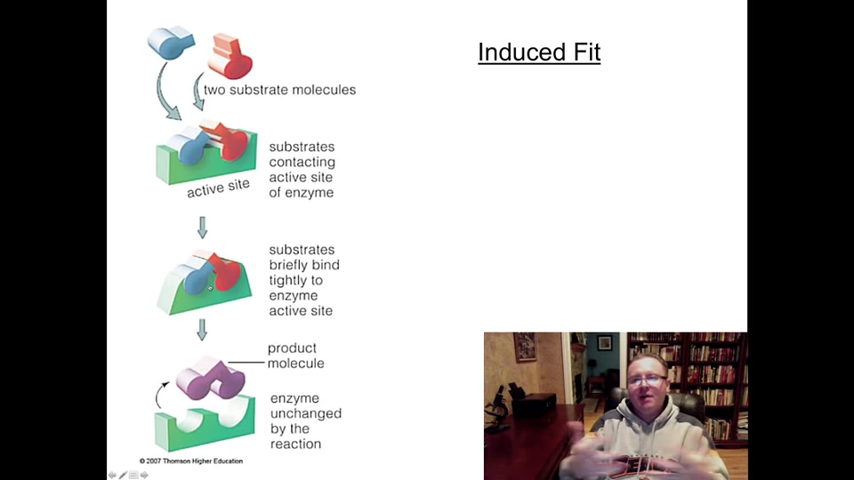 Induced Fit
two substrate molecules
substrates
contacting
active site
of enzyme
active site
substrates
briefly bind
tightly to
enzyme
active site
product
molecule
enzyme
unchanged
by the
reaction
© 2007 Thomson Higher Education